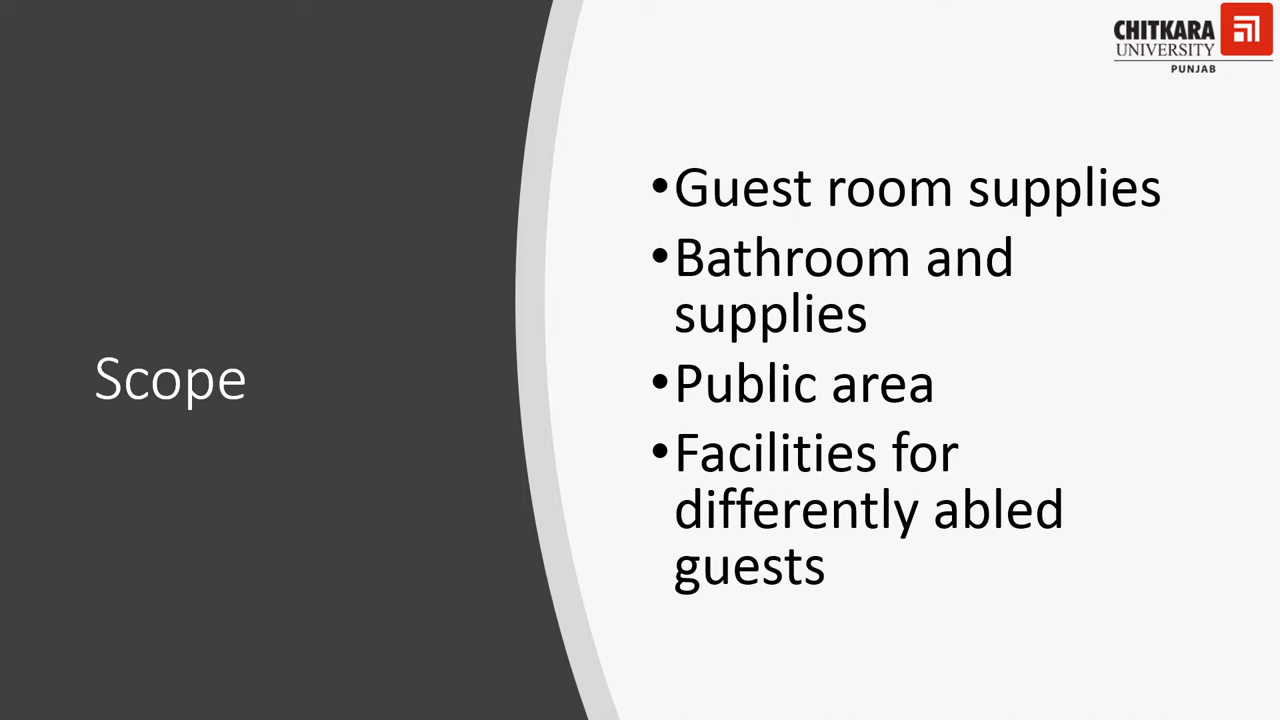 CHITKARA
UNIVERSITY
PUNJAB
Scope
•Guest room supplies
•Bathroom and
supplies
•Public area
•Facilities for
differently abled
guests